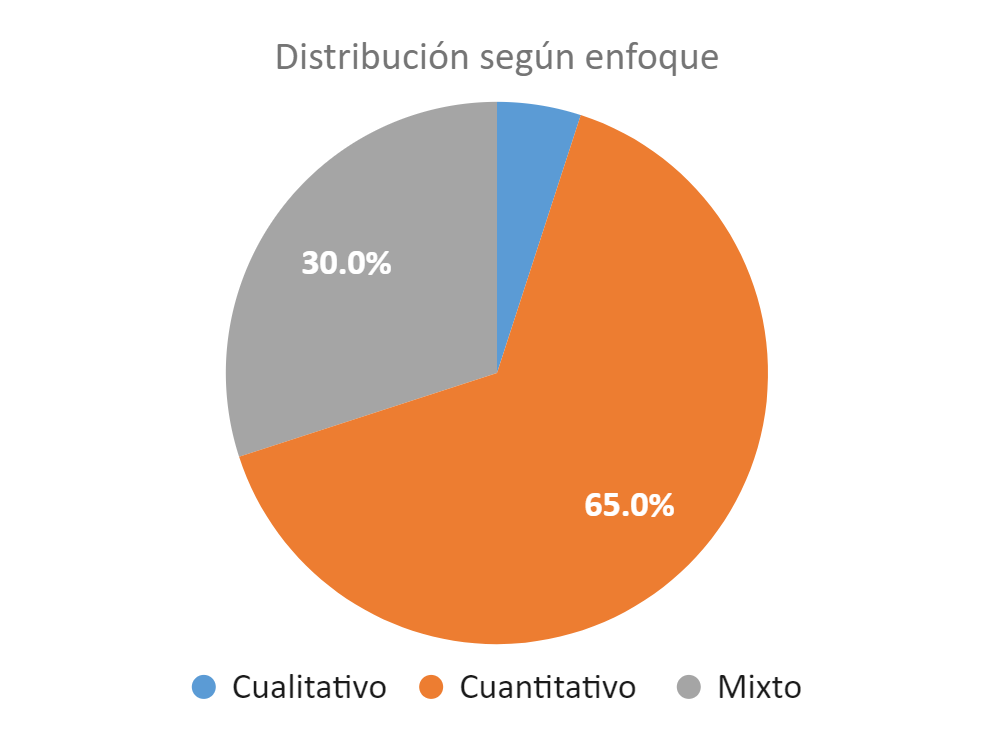 Distribución según enfoque
30.0%
65.0%
Cualitativo Cuantitativo Mixto